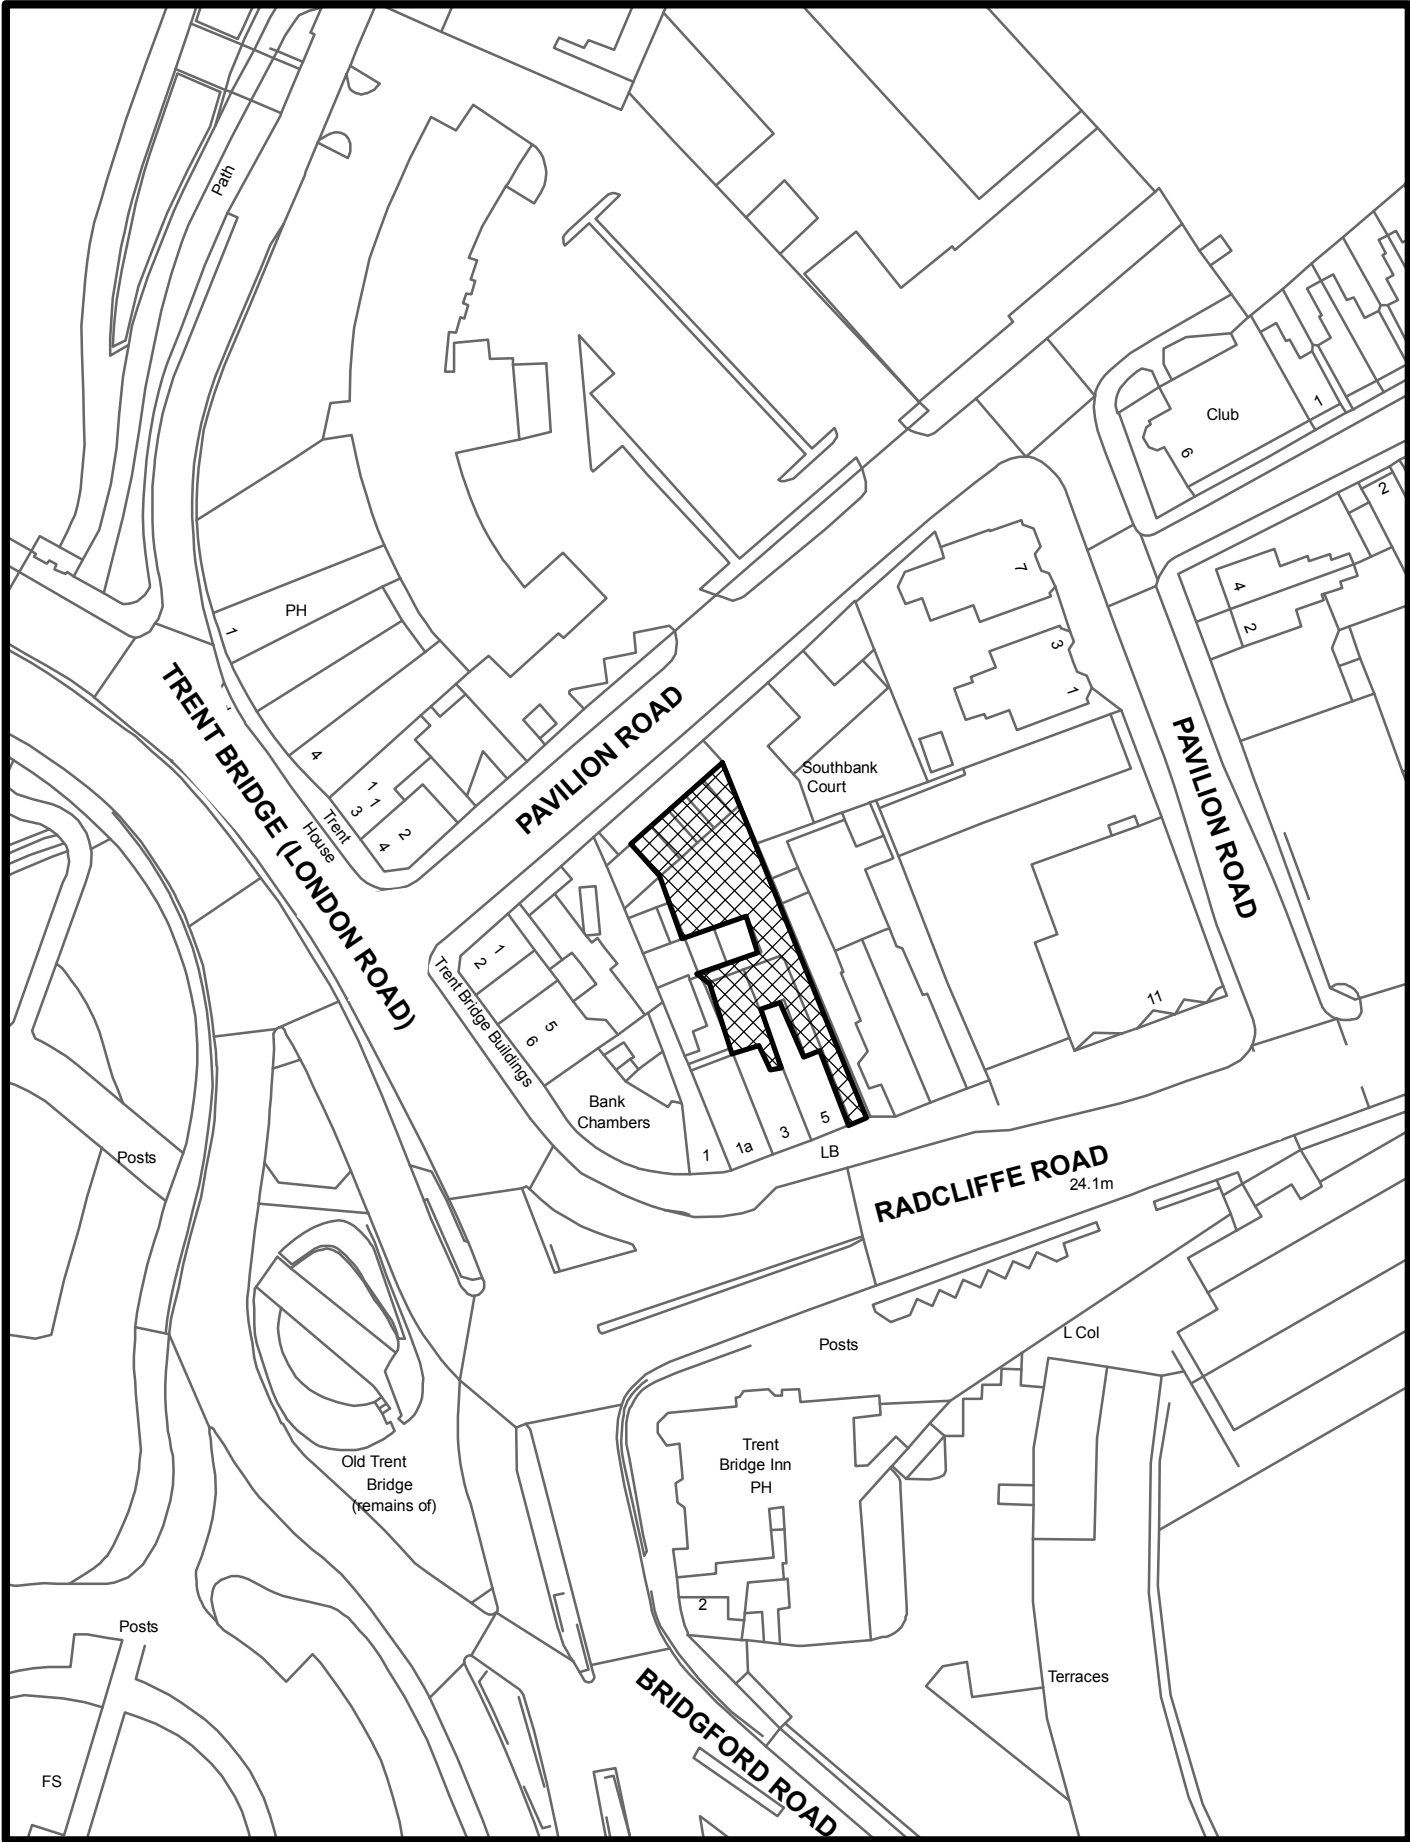 Path
Club
1
6
2
7
4
2
3
1
PH
1
TRENT BRIDGE (LONDON ROAD)
PAVILION ROAD
PAVILION ROAD
4
1
1
3
2
4
Trent
House
Southbank
Court
1
2
5
6
Trent Bridge Buildings
11
Bank
Chambers
1
1a
3
5
LB
Posts
RADCLIFFE ROAD
24.1m
L Col
Posts
Trent
Bridge Inn
PH
Old Trent
Bridge
(remains of)
2
Posts
Terraces
BRIDGFORD ROAD
FS